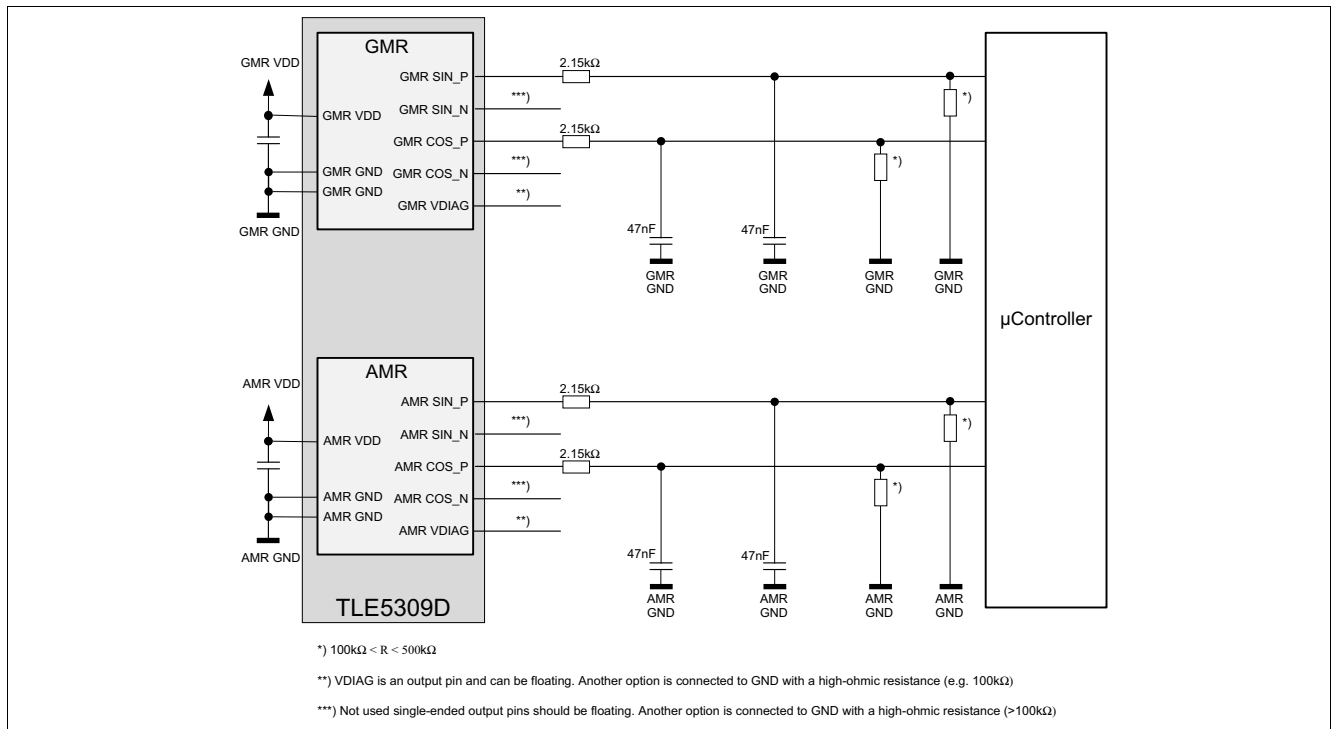 GMR
GMR VDD
GMR SIN_P
2.15kΩ
***)
*)
GMR SIN_N
GMR VDD
GMR COS_P
2.15kΩ
***)
*)
GMR GND
GMR COS_N
GMR GND
**)
GMR VDIAG
GMR GND
47nF
47nF
GMR
GND
GMR
GND
GMR
GND
GMR
GND
µController
AMR
AMR VDD
AMR SIN_P
2.15kΩ
***)
*)
AMR SIN_N
AMR VDD
AMR COS_P
2.15kΩ
***)
*)
AMR GND
AMR COS_N
AMR GND
**)
AMR VDIAG
AMR GND
47nF
47nF
AMR
GND
AMR
GND
AMR
GND
AMR
GND
TLE5309D
*) 100kΩ < R < 500kΩ
**) VDIAG is an output pin and can be floating. Another option is connected to GND with a high-ohmic resistance (e.g. 100kΩ)
***) Not used single-ended output pins should be floating. Another option is connected to GND with a high-ohmic resistance (>100kΩ)